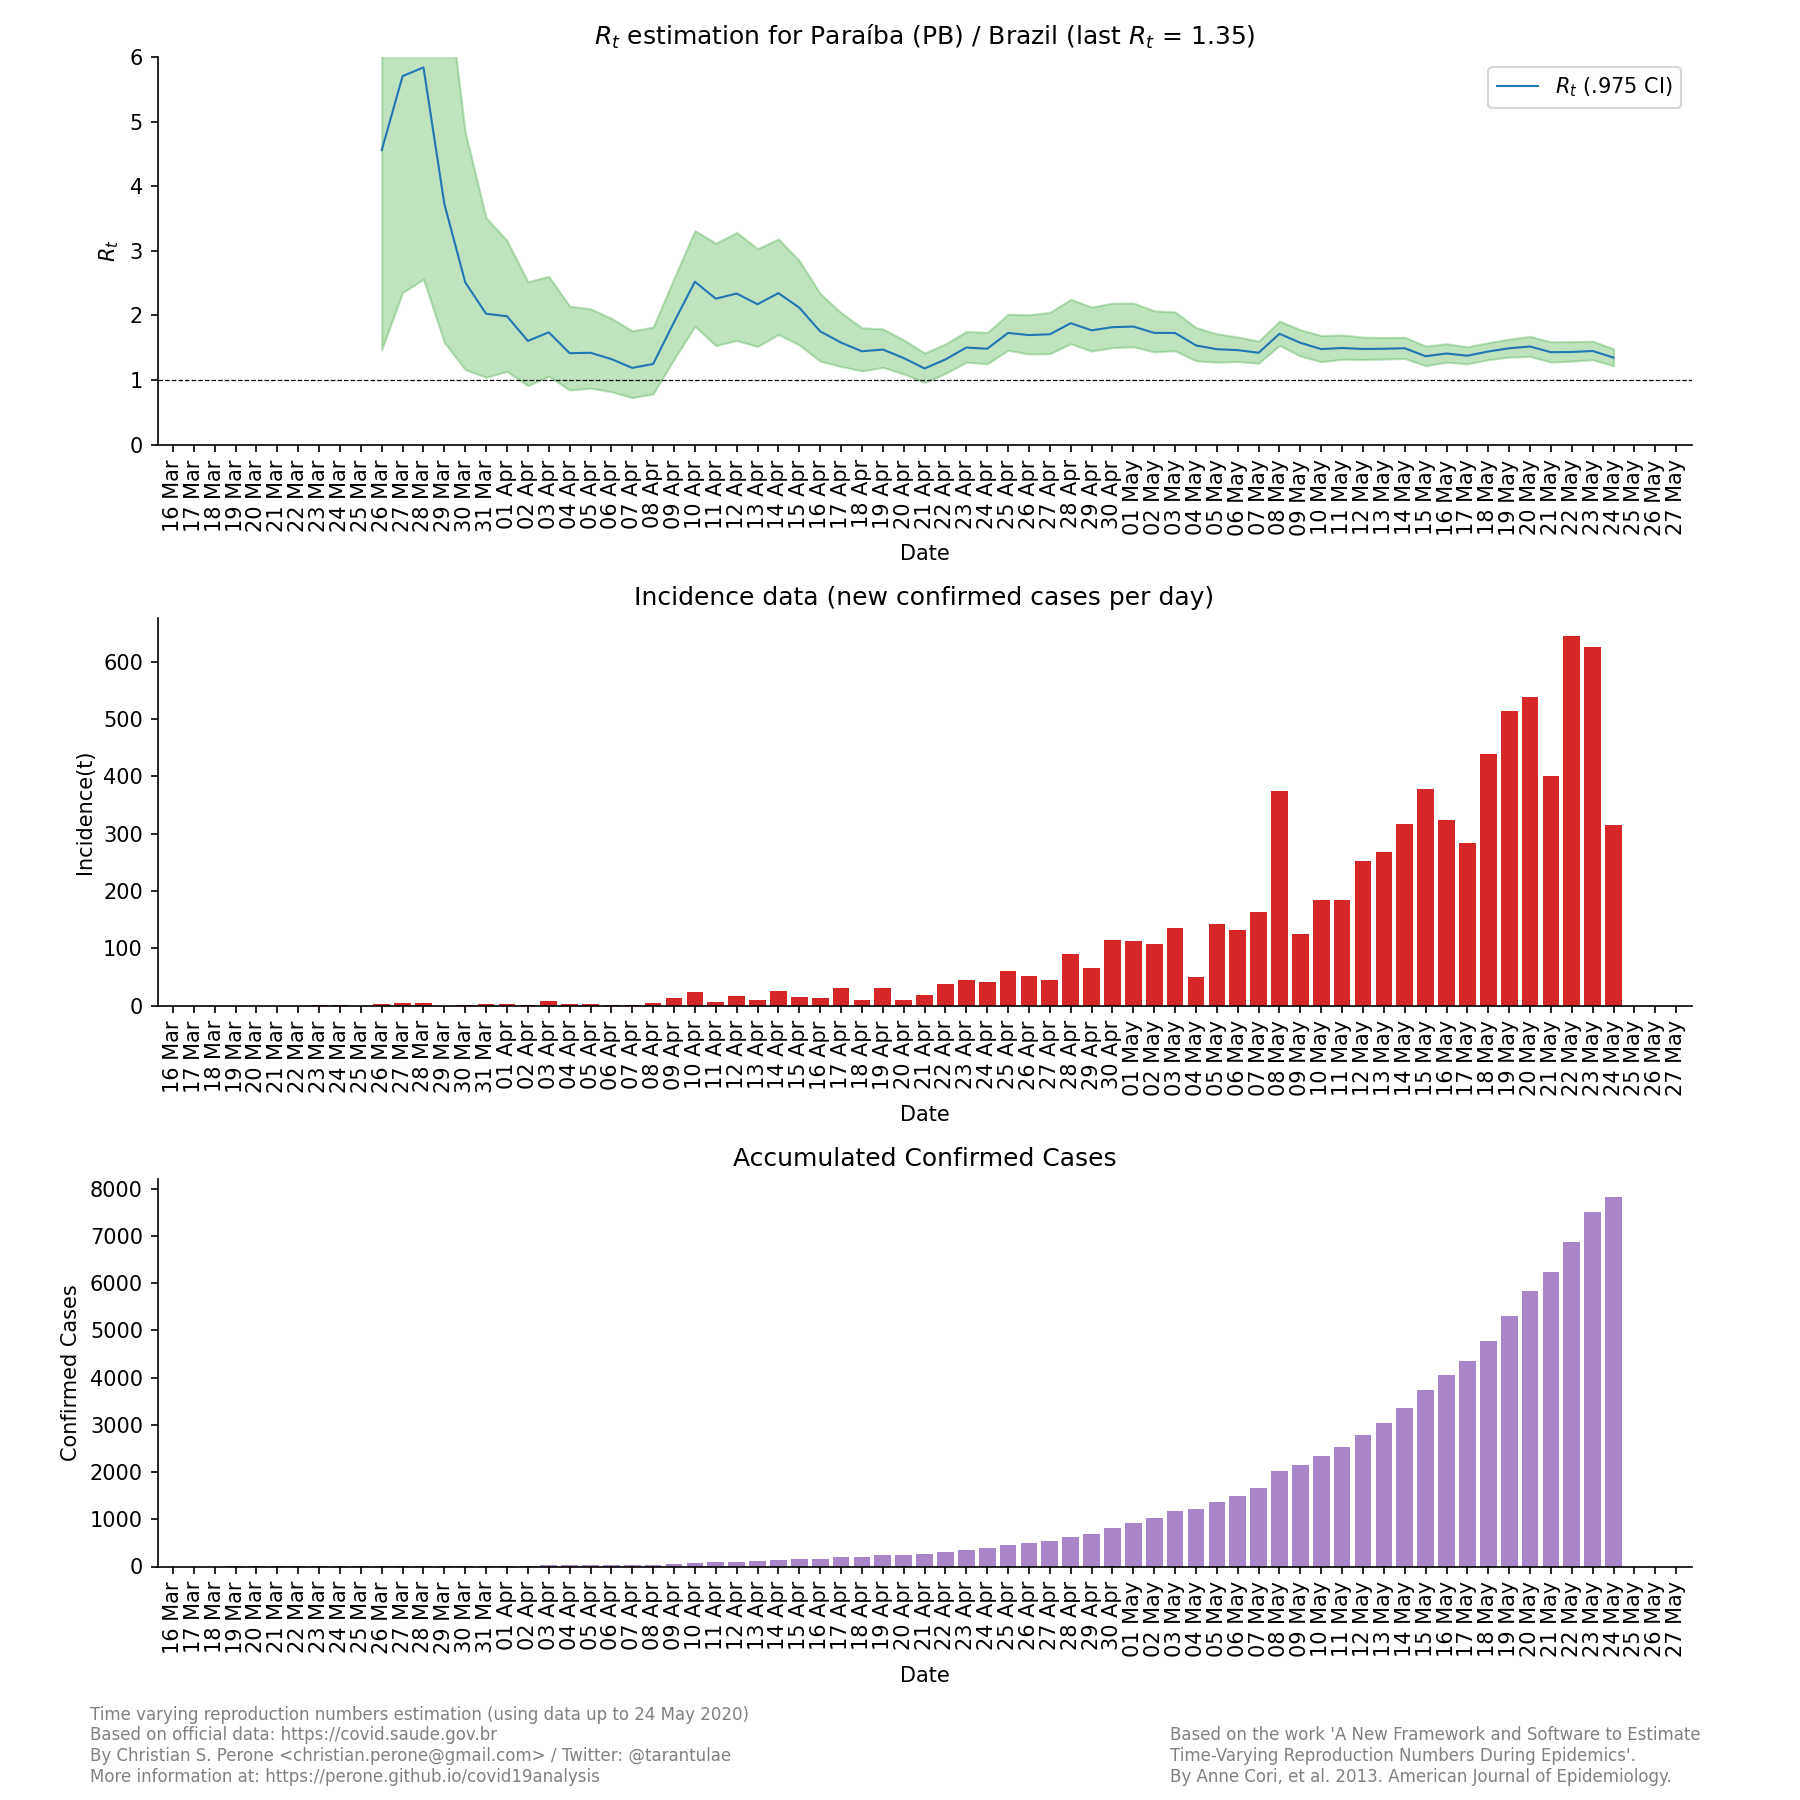 Rt estimation for Paraíba (PB) / Brazil (last Rt = 1.35)
6
5
4
3
2
1
0
Rt
Rt (.975 CI)
16 Mar 17 Mar 18 Mar 19 Mar 20 Mar 21 Mar 22 Mar 23 Mar 24 Mar 25 Mar 26 Mar 27 Mar 28 Mar 29 Mar 30 Mar 31 Mar 01 Apr 02 Apr 03 Apr 04 Apr 05 Apr 06 Apr 07 Apr 08 Apr 09 Apr 10 Apr 11 Apr 12 Apr 13 Apr 14 Apr 15 Apr 16 Apr 17 Apr 18 Apr 19 Apr 20 Apr 21 Apr 22 Apr 23 Apr 24 Apr 25 Apr 26 Apr 27 Apr 28 Apr 29 Apr 30 Apr 01 May 02 May 03 May 04 May 05 May 06 May 07 May 08 May 09 May 10 May 11 May 12 May 13 May 14 May 15 May 16 May 17 May 18 May 19 May 20 May 21 May 22 May 23 May 24 May 25 May 26 May 27 May
Date
Incidence data (new confirmed cases per day)
600
500
400
300
200
100
0
Incidence(t)
16 Mar 17 Mar 18 Mar 19 Mar 20 Mar 21 Mar 22 Mar 23 Mar 24 Mar 25 Mar 26 Mar 27 Mar 28 Mar 29 Mar 30 Mar 31 Mar 01 Apr 02 Apr 03 Apr 04 Apr 05 Apr 06 Apr 07 Apr 08 Apr 09 Apr 10 Apr 11 Apr 12 Apr 13 Apr 14 Apr 15 Apr 16 Apr 17 Apr 18 Apr 19 Apr 20 Apr 21 Apr 22 Apr 23 Apr 24 Apr 25 Apr 26 Apr 27 Apr 28 Apr 29 Apr 30 Apr 01 May 02 May 03 May 04 May 05 May 06 May 07 May 08 May 09 May 10 May 11 May 12 May 13 May 14 May 15 May 16 May 17 May 18 May 19 May 20 May 21 May 22 May 23 May 24 May 25 May 26 May 27 May
Date
Accumulated Confirmed Cases
8000
7000
6000
5000
4000
3000
2000
1000
0
Confirmed Cases
16 Mar 17 Mar 18 Mar 19 Mar 20 Mar 21 Mar 22 Mar 23 Mar 24 Mar 25 Mar 26 Mar 27 Mar 28 Mar 29 Mar 30 Mar 31 Mar 01 Apr 02 Apr 03 Apr 04 Apr 05 Apr 06 Apr 07 Apr 08 Apr 09 Apr 10 Apr 11 Apr 12 Apr 13 Apr 14 Apr 15 Apr 16 Apr 17 Apr 18 Apr 19 Apr 20 Apr 21 Apr 22 Apr 23 Apr 24 Apr 25 Apr 26 Apr 27 Apr 28 Apr 29 Apr 30 Apr 01 May 02 May 03 May 04 May 05 May 06 May 07 May 08 May 09 May 10 May 11 May 12 May 13 May 14 May 15 May 16 May 17 May 18 May 19 May 20 May 21 May 22 May 23 May 24 May 25 May 26 May 27 May
Date
Time varying reproduction numbers estimation (using data up to 24 May 2020)
Based on official data: https://covid.saude.gov.br
By Christian S. Perone <christian.perone@gmail.com> / Twitter: @tarantulae
More information at: https://perone.github.io/covid19analysis
Based on the work 'A New Framework and Software to Estimate
Time-Varying Reproduction Numbers During Epidemics'.
By Anne Cori, et al. 2013. American Journal of Epidemiology.